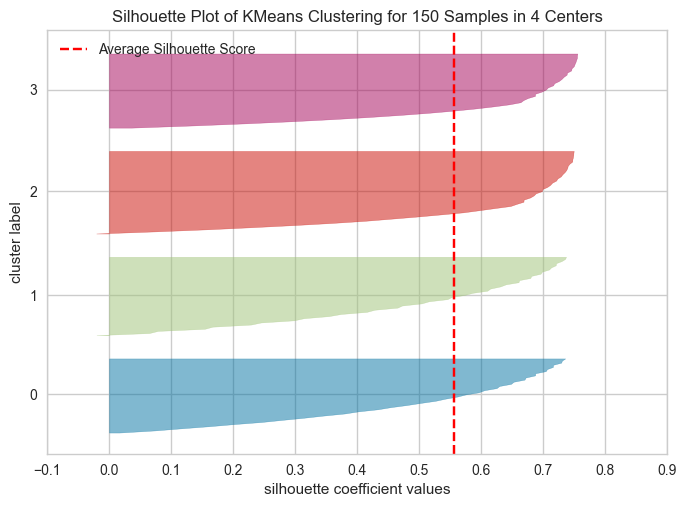 Silhouette Plot of KMeans Clustering for 150 Samples in 4 Centers
Average Silhouette Score
cluster label
3
2
1
0
−0.1 0.0 0.1 0.2 0.3 0.4 0.5 0.6 0.7 0.8 0.9
silhouette coefficient values